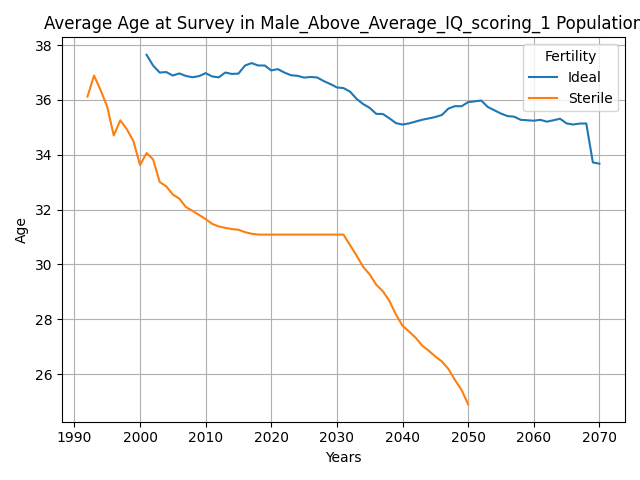 Average Age at Survey in Male_Above_Average_IQ_scoring_1 Population
Fertility
Ideal
Sterile
Age
38
36
34
32
30
28
26
1990 2000 2010 2020 2030 2040 2050 2060 2070
Years